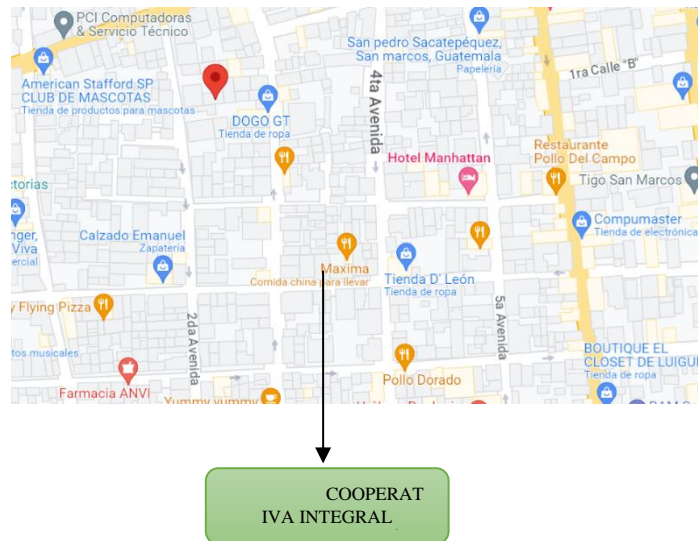 PCI Computadoras
& Servicio Técnico
American Stafford SP
CLUB DE MASCOTAS
Tienda de productos para mascotas
DOGO GT
Tienda de ropa
4ta Avenida
San pedro Sacatepéquez,
San marcos, Guatemala
Papelería
1ra Calle "B"
Hotel Manhattan
Restaurante
Pollo Del Campo
Tigo San Marcos
Compumaster
Tienda de electrónica
Viva
Calzado Emanuel
Zapatería
Maxima
Comida china para llevar
Tienda D' León
Tienda de ropa
Flying Pizza
2da Avenida
5a Avenida
musicales
Farmacia ANVI
Yummy yummy
Pollo Dorado
BOUTIQUE EL
CLOSET DE LUIGUI
Tienda de ropa
COOPERAT
IVA INTEGRAL